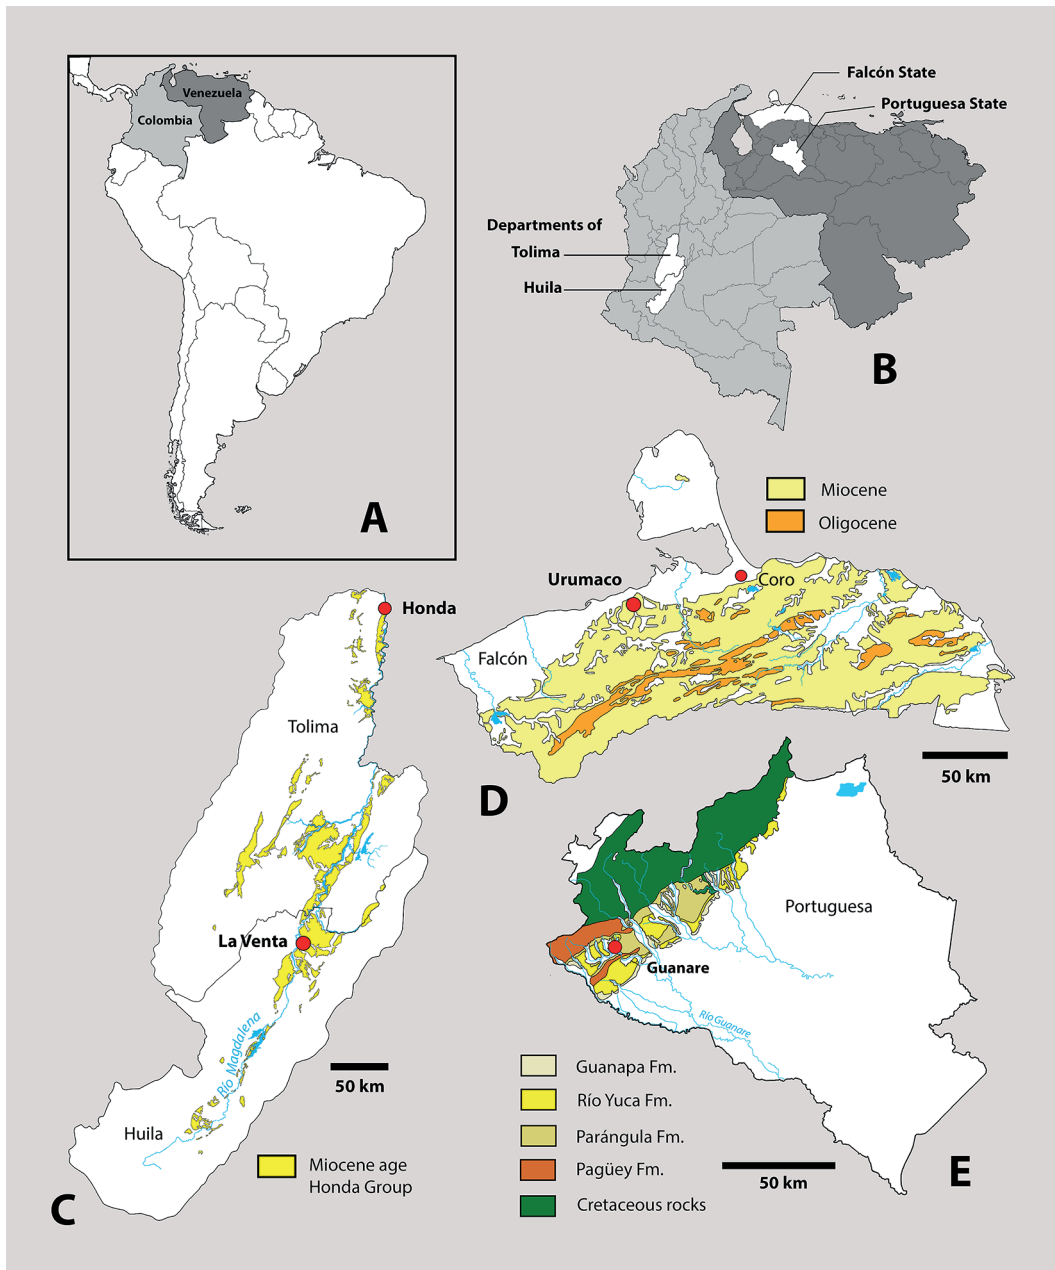 Venezuela
Colombia
A
Falcón State
Portuguesa State
Departments of
Tolima
Huila
B
Miocene
Oligocene
Urumaco
Coro
Falcón
50 km
D
Honda
Tolima
La Venta
Río Magdalena
50 km
Huila
Miocene age
Honda Group
C
Portuguesa
Guanare
Río Guanare
Guanapa Fm.
Río Yuca Fm.
Parángula Fm.
Pagüey Fm.
Cretaceous rocks
50 km
E